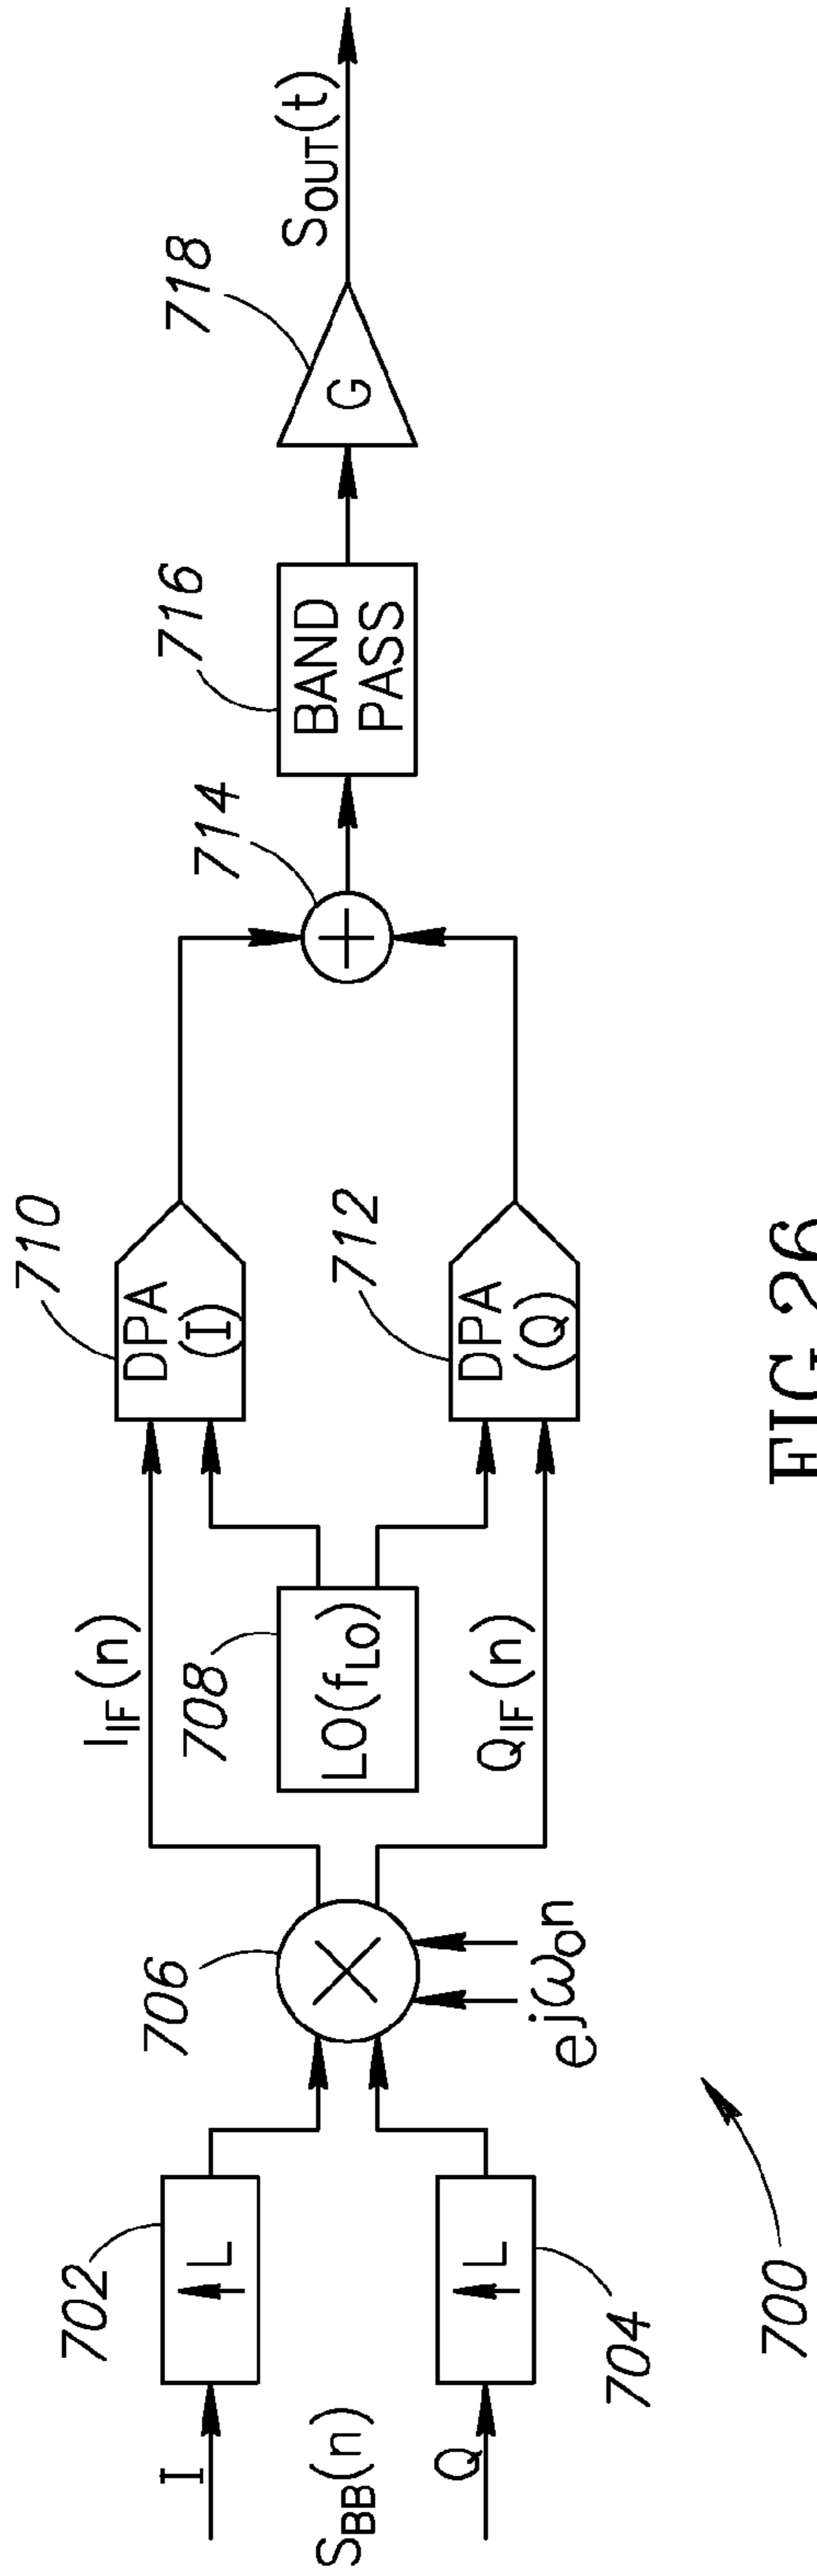 I
S_BB(n)
Q
702
↑L
704
↑L
706
e^jω₀n
I_IF(n)
708
LO(f_LO)
Q_IF(n)
710
DPA
(I)
712
DPA
(Q)
714
716
BAND
PASS
718
G
S_OUT(t)
700
FIG.26